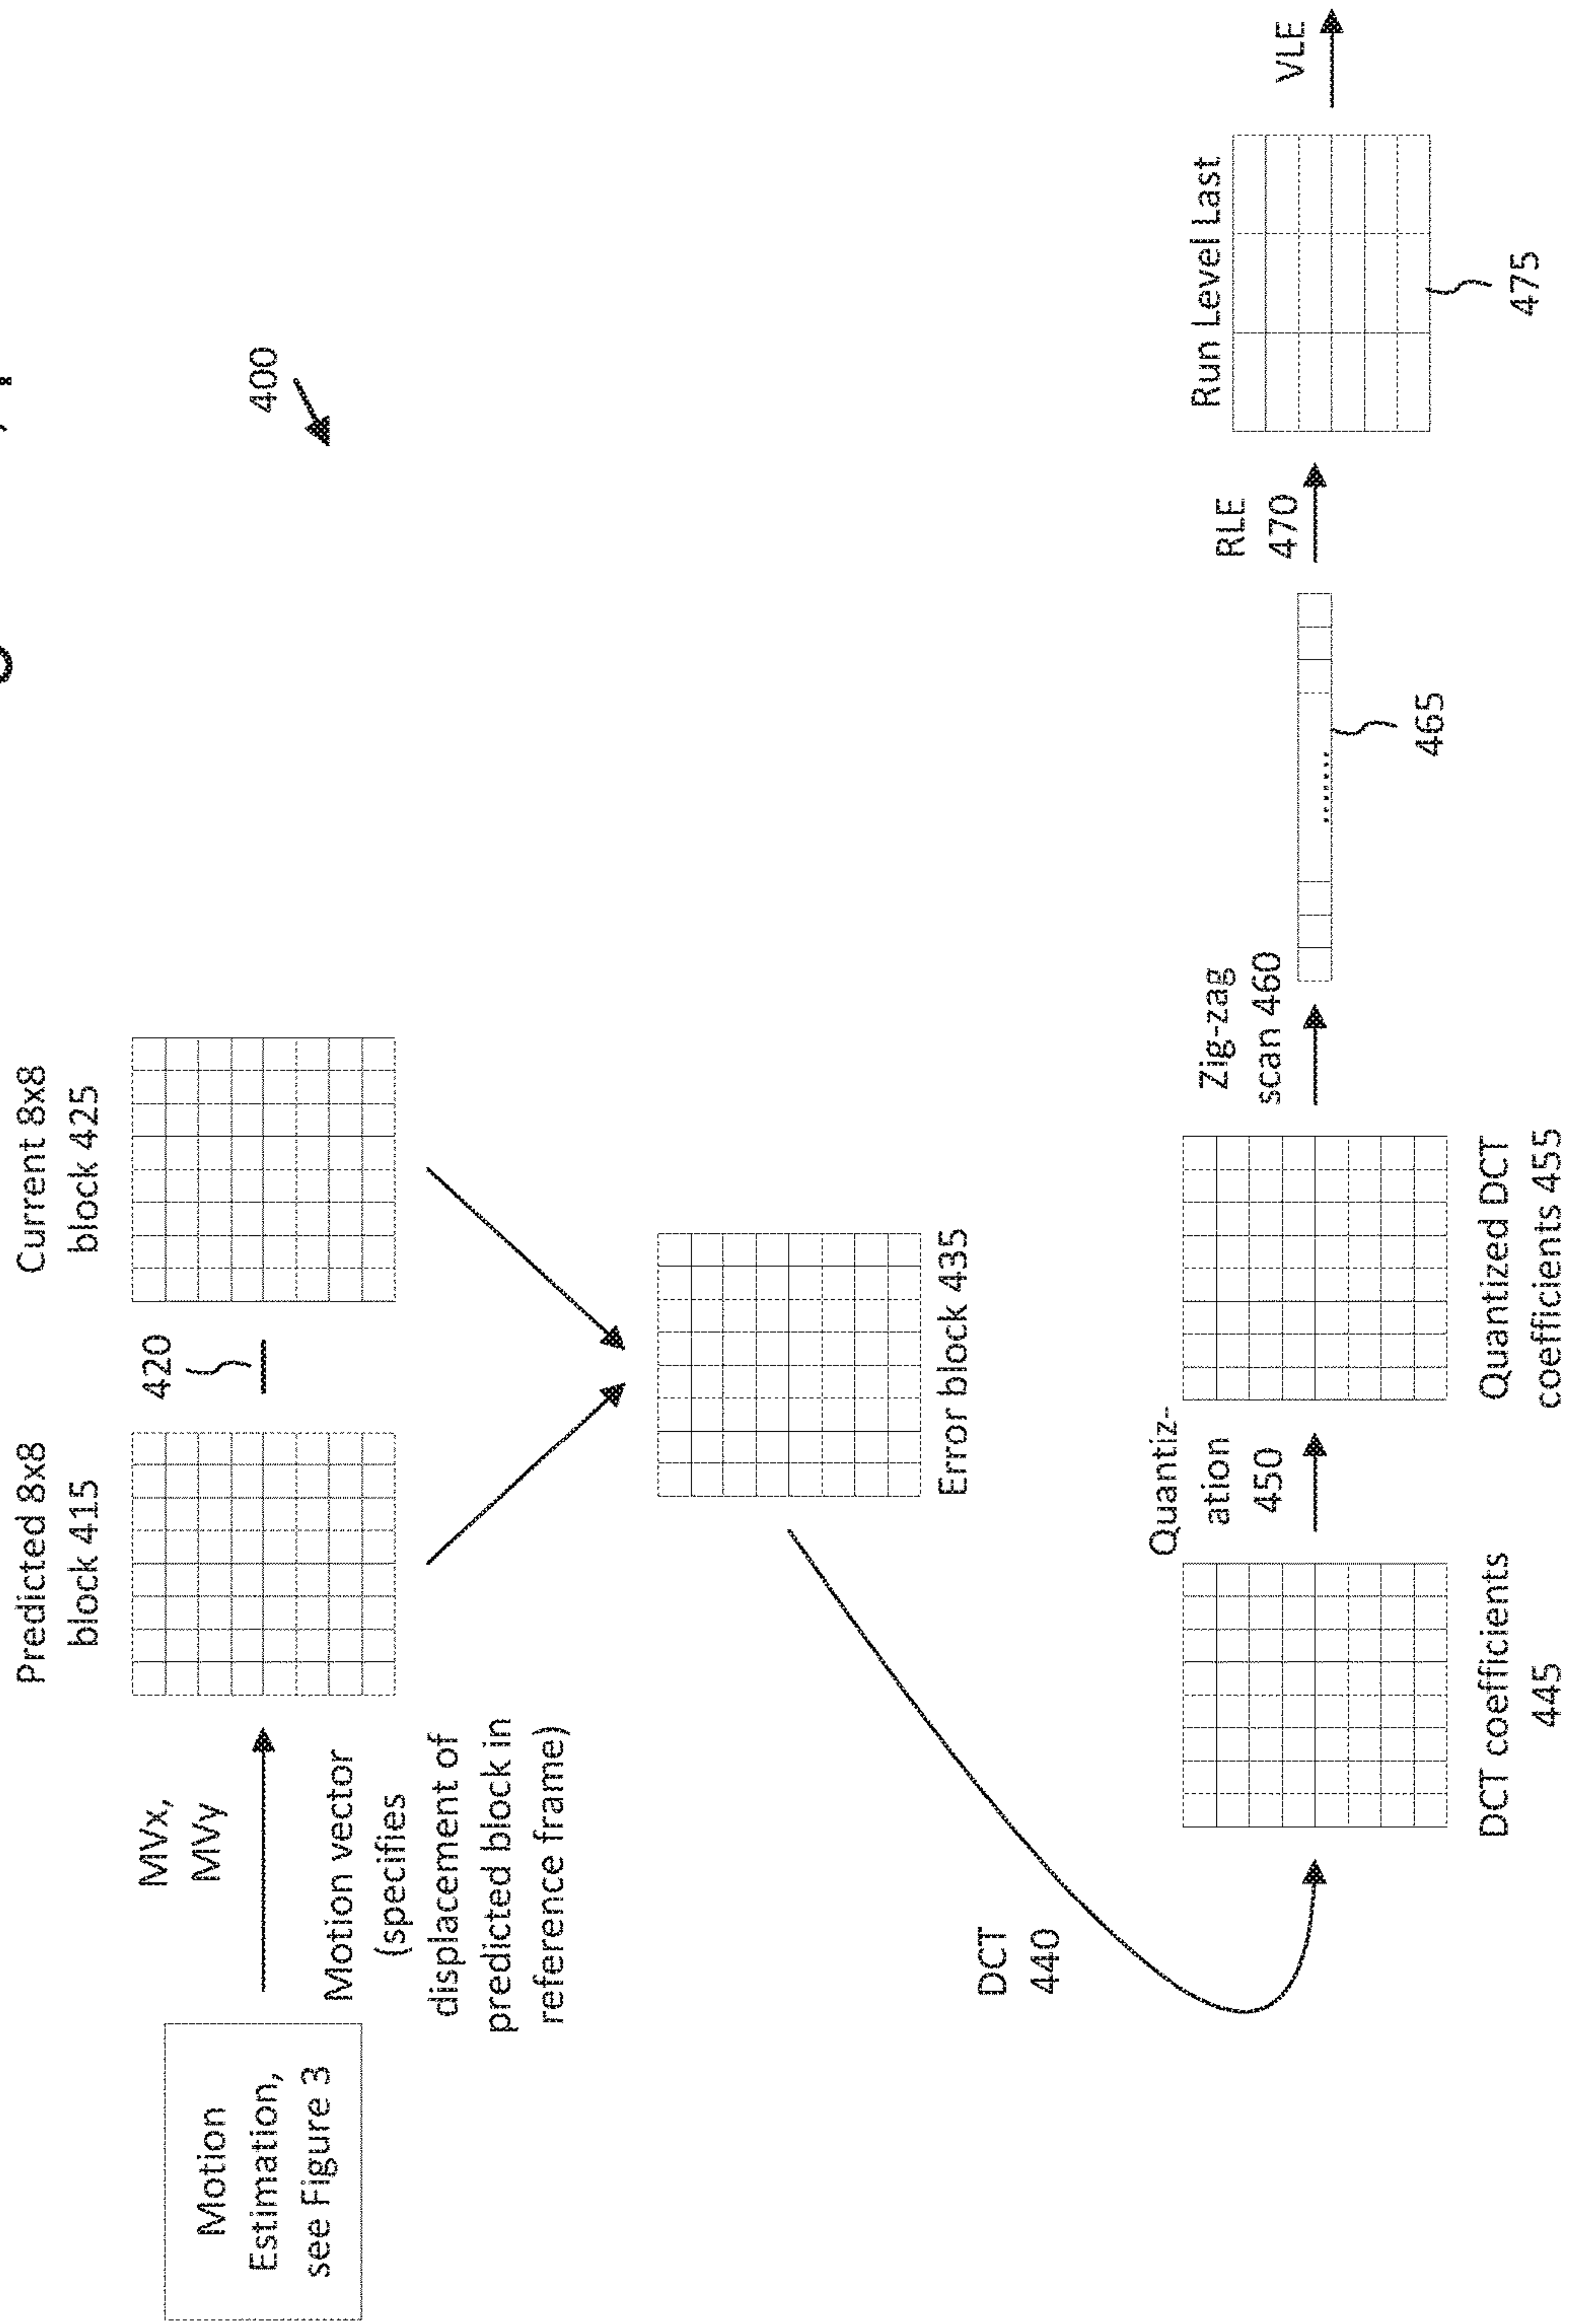 400
Motion
Estimation,
see Figure 3
MVx,
MVy
Motion vector
(specifies
displacement of
predicted block in
reference frame)
Predicted 8x8
block 415
420
Current 8x8
block 425
Error block 435
DCT
440
DCT coefficients
445
Quantiz-
ation
450
Quantized DCT
coefficients 455
Zig-zag
scan 460
465
RLE
470
Run Level Last
475
VLE